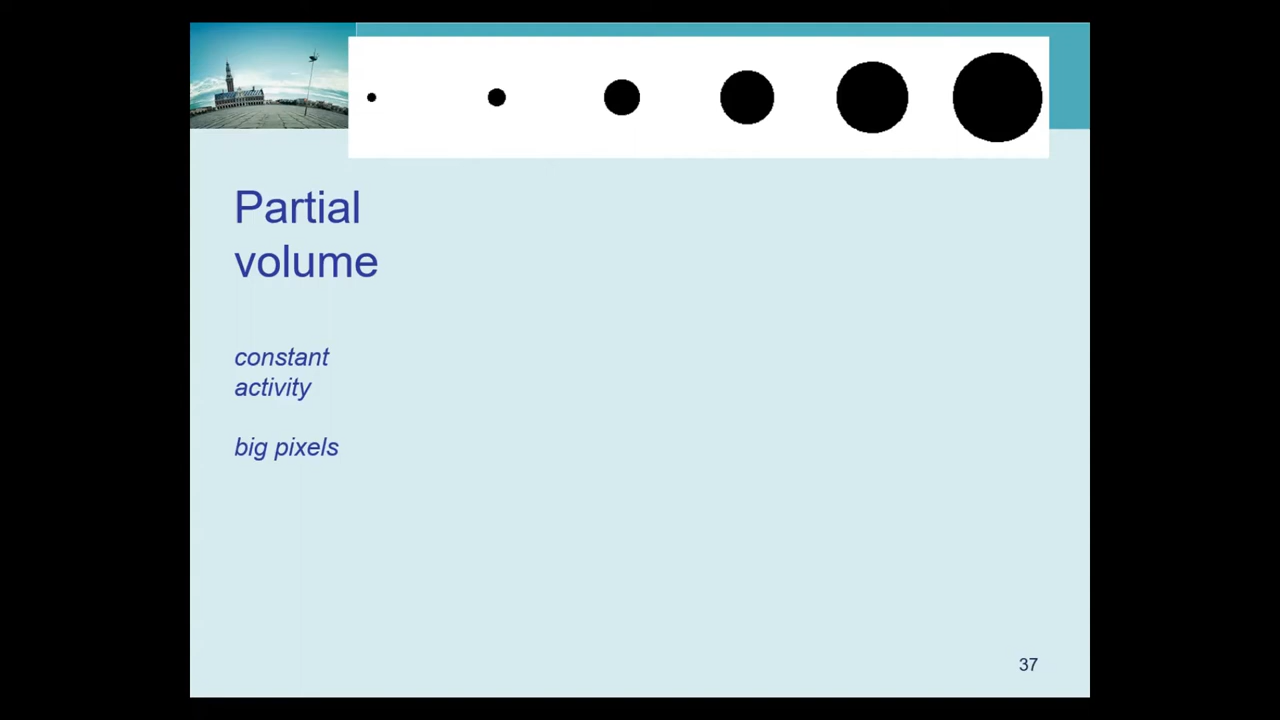 Partial
volume
constant
activity
big pixels
37